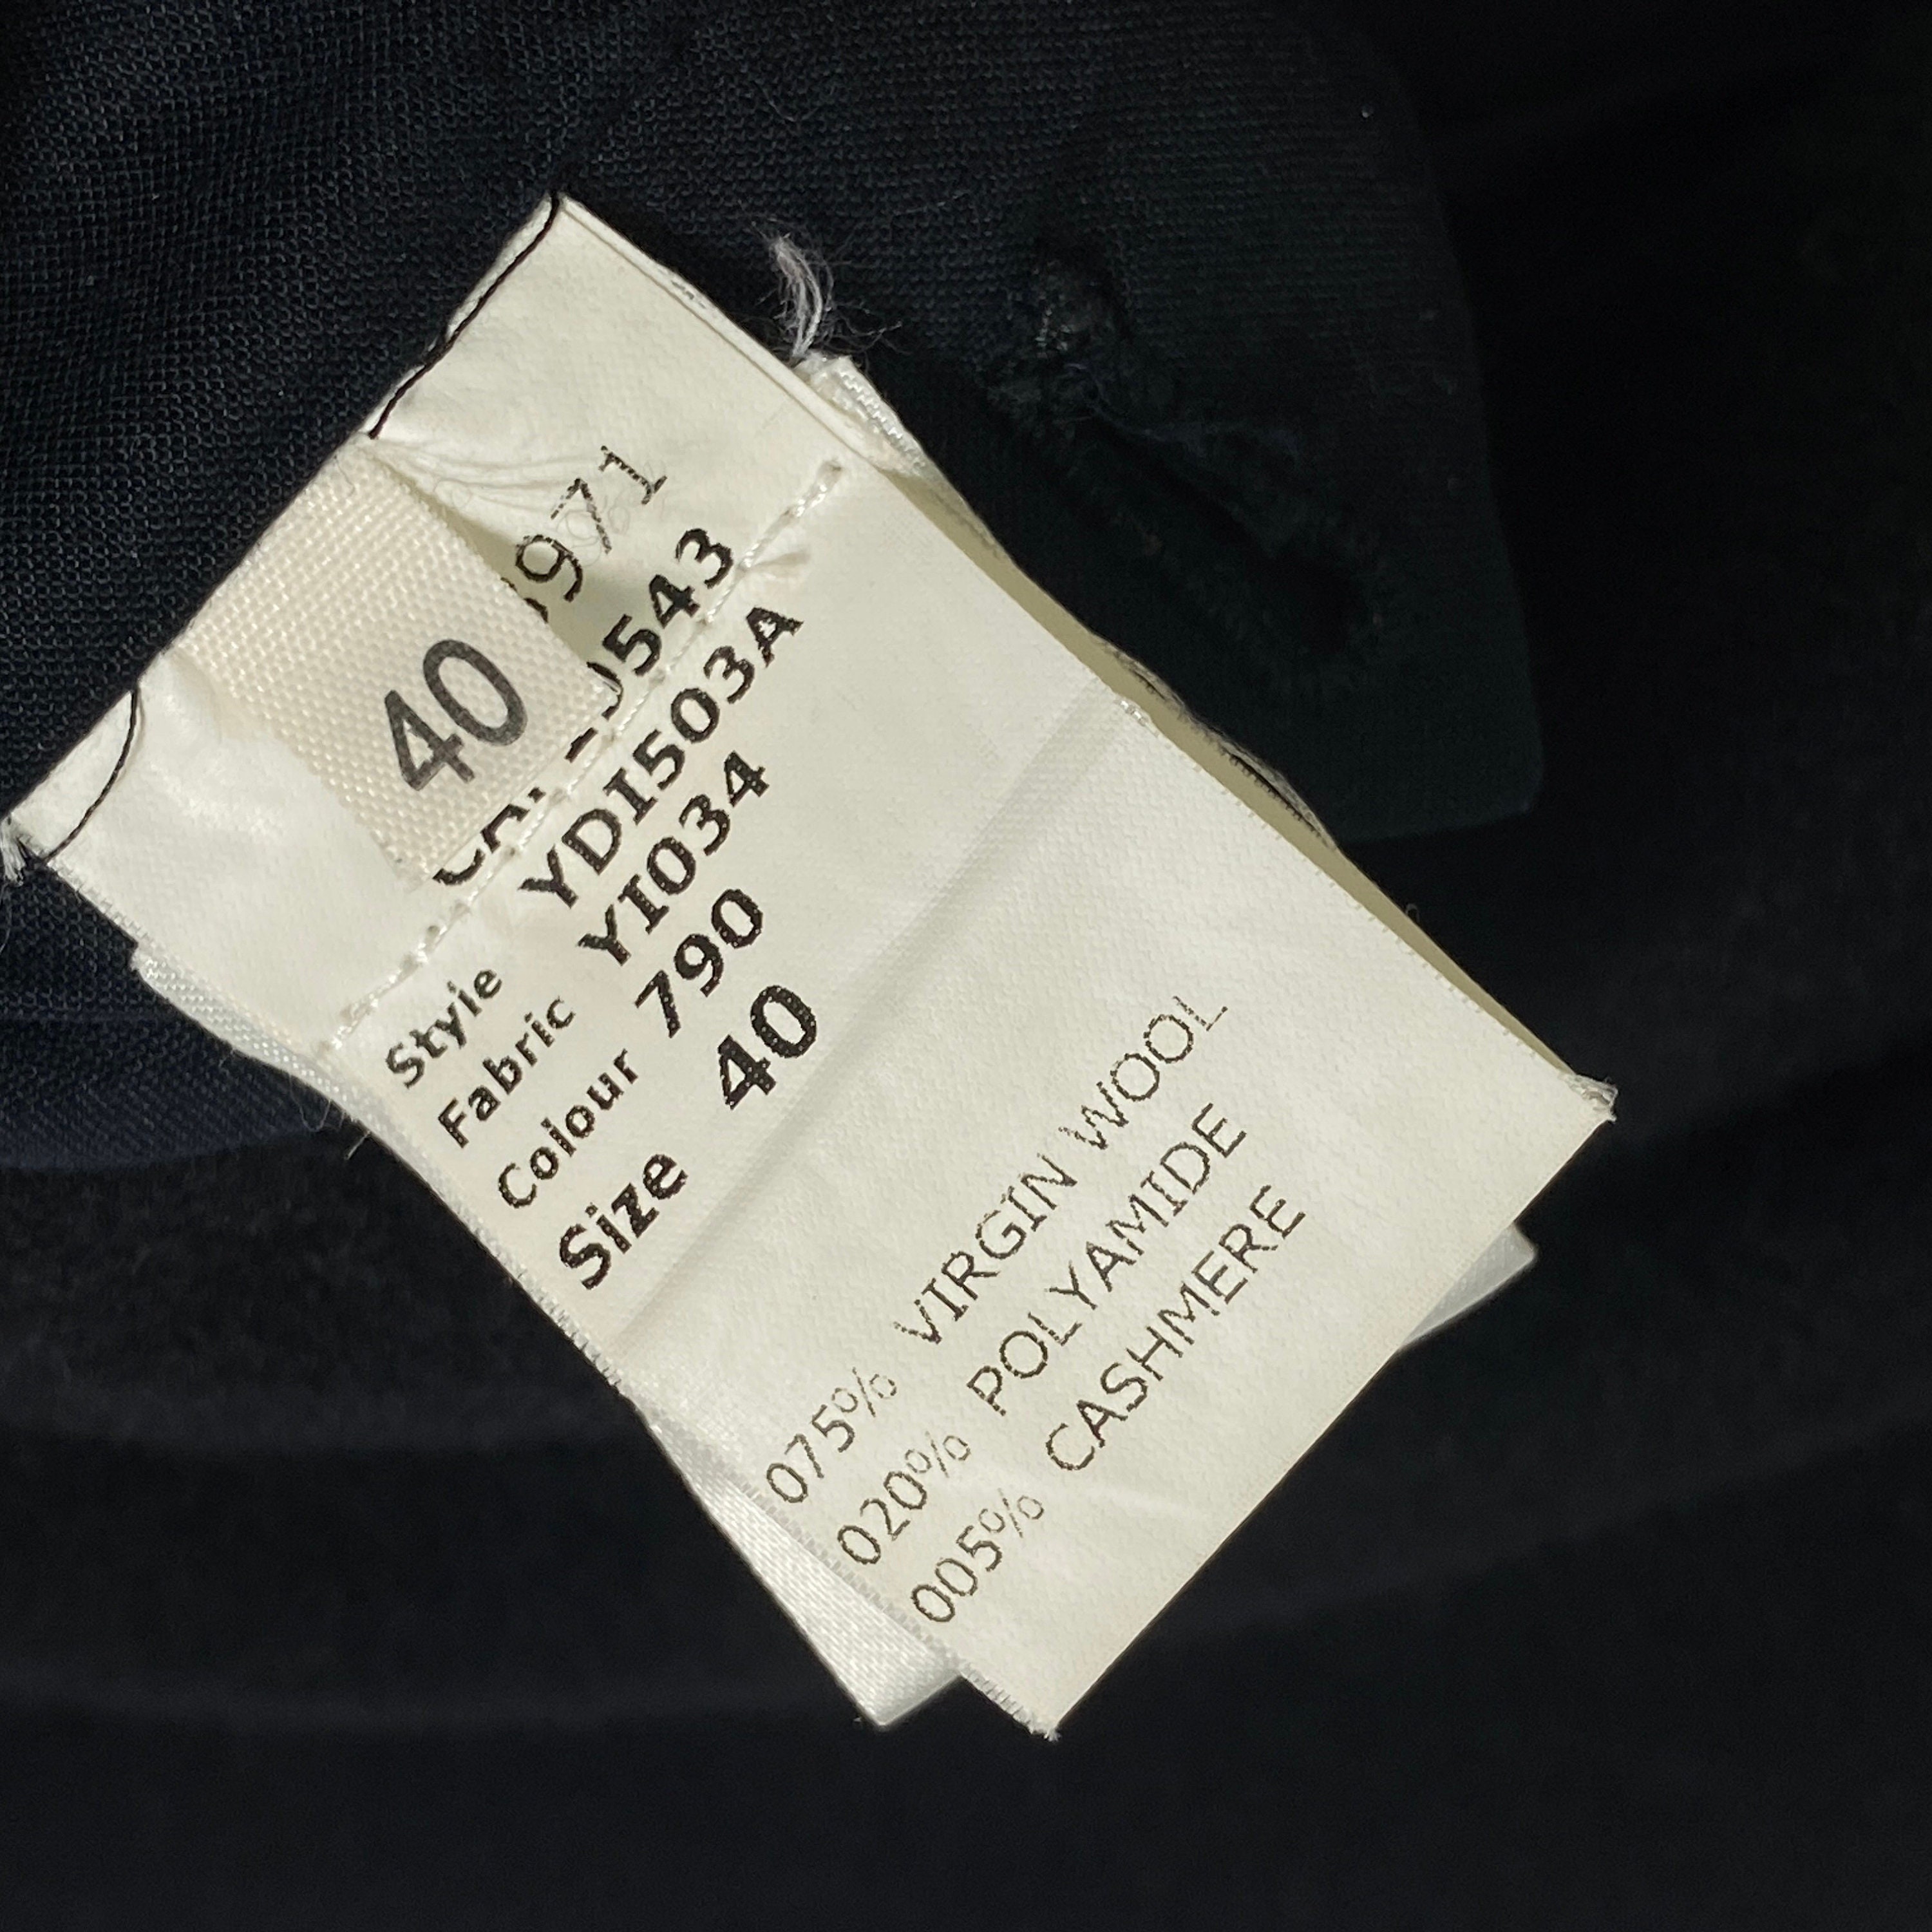 40
Style YDI503A
Fabric YI034
Colour 790
Size 40
075% VIRGIN WOOL
020% POLYAMIDE
005% CASHMERE